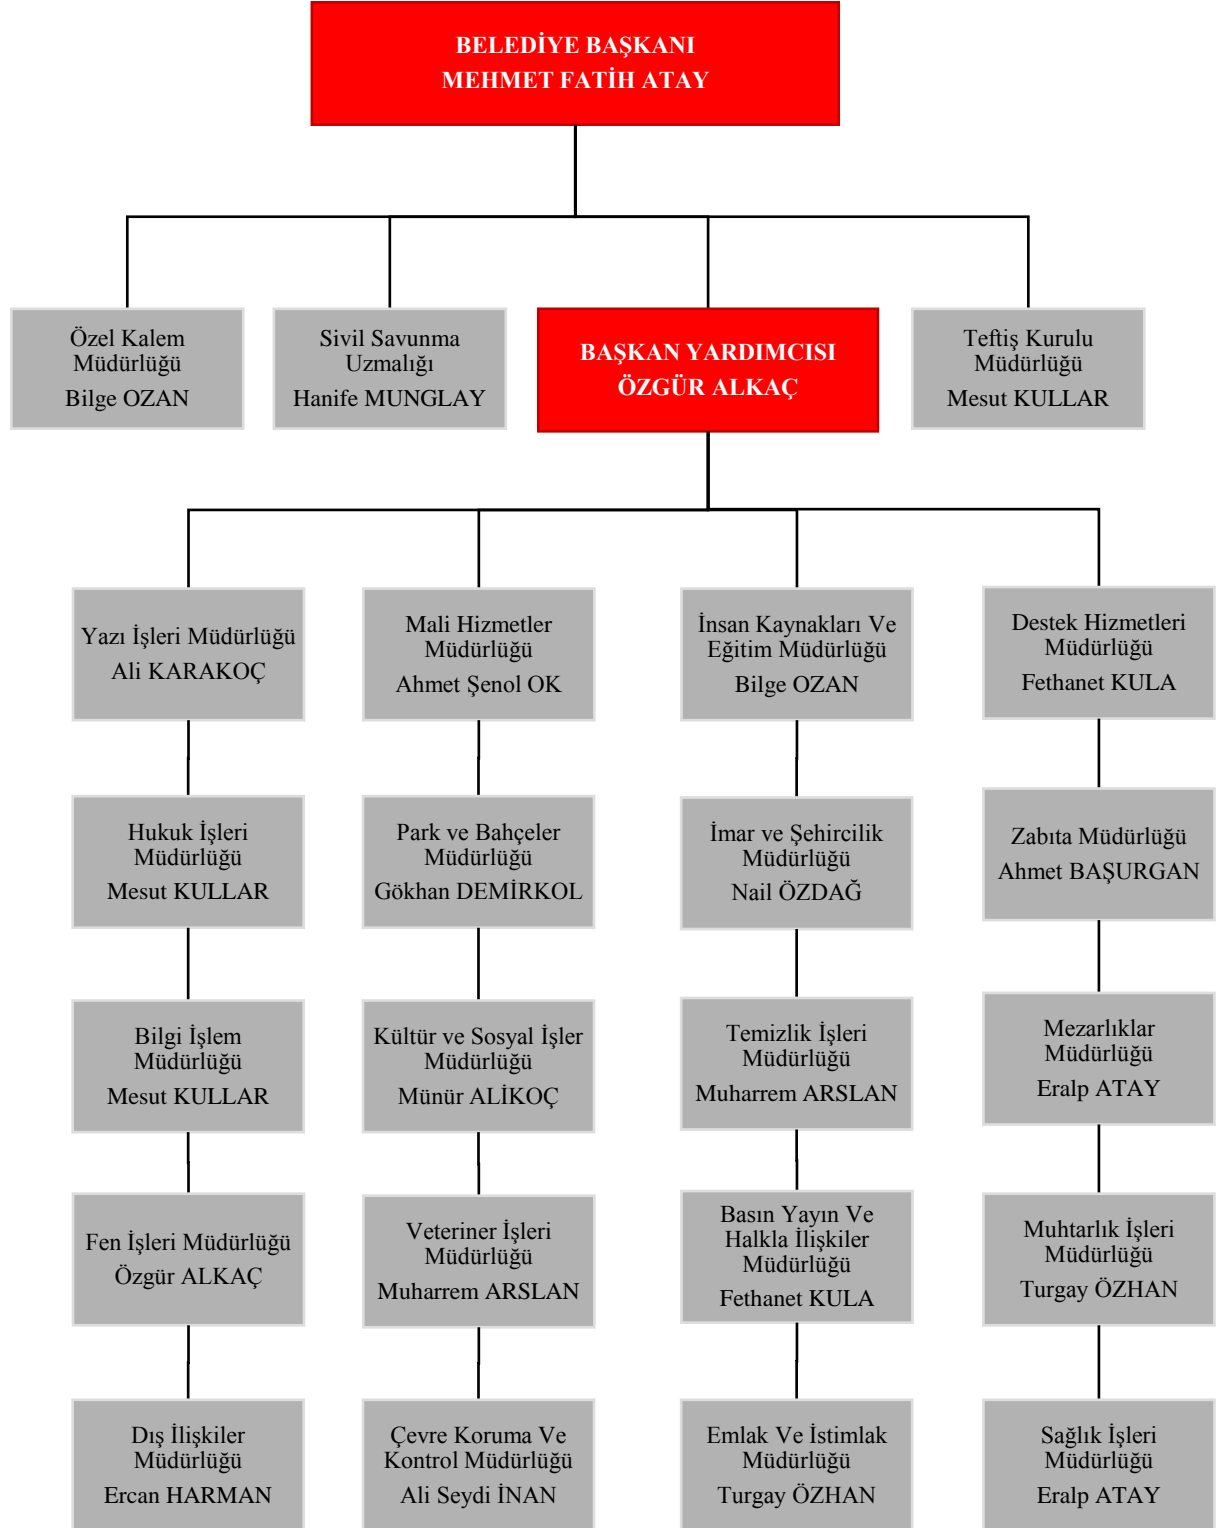 BELEDİYE BAŞKANI
MEHMET FATİH ATAY
Özel Kalem
Müdürlüğü
Bilge OZAN
Sivil Savunma
Uzmalığı
Hanife MUNGLAY
BAŞKAN YARDIMCISI
ÖZGÜR ALKAÇ
Teftiş Kurulu
Müdürlüğü
Mesut KULLAR
Yazı İşleri Müdürlüğü
Ali KARAKOÇ
Mali Hizmetler
Müdürlüğü
Ahmet Şenol OK
İnsan Kaynakları Ve
Eğitim Müdürlüğü
Bilge OZAN
Destek Hizmetleri
Müdürlüğü
Fethanet KULA
Hukuk İşleri
Müdürlüğü
Mesut KULLAR
Park ve Bahçeler
Müdürlüğü
Gökhan DEMİRKOL
İmar ve Şehircilik
Müdürlüğü
Nail ÖZDAĞ
Zabıta Müdürlüğü
Ahmet BAŞURGAN
Bilgi İşlem
Müdürlüğü
Mesut KULLAR
Kültür ve Sosyal İşler
Müdürlüğü
Münür ALİKOÇ
Temizlik İşleri
Müdürlüğü
Muharrem ARSLAN
Mezarlıklar
Müdürlüğü
Eralp ATAY
Fen İşleri Müdürlüğü
Özgür ALKAÇ
Veteriner İşleri
Müdürlüğü
Muharrem ARSLAN
Basın Yayın Ve
Halkla İlişkiler
Müdürlüğü
Fethanet KULA
Muhtarlık İşleri
Müdürlüğü
Turgay ÖZHAN
Dış İlişkiler
Müdürlüğü
Ercan HARMAN
Çevre Koruma Ve
Kontrol Müdürlüğü
Ali Seydi İNAN
Emlak Ve İstimlak
Müdürlüğü
Turgay ÖZHAN
Sağlık İşleri
Müdürlüğü
Eralp ATAY